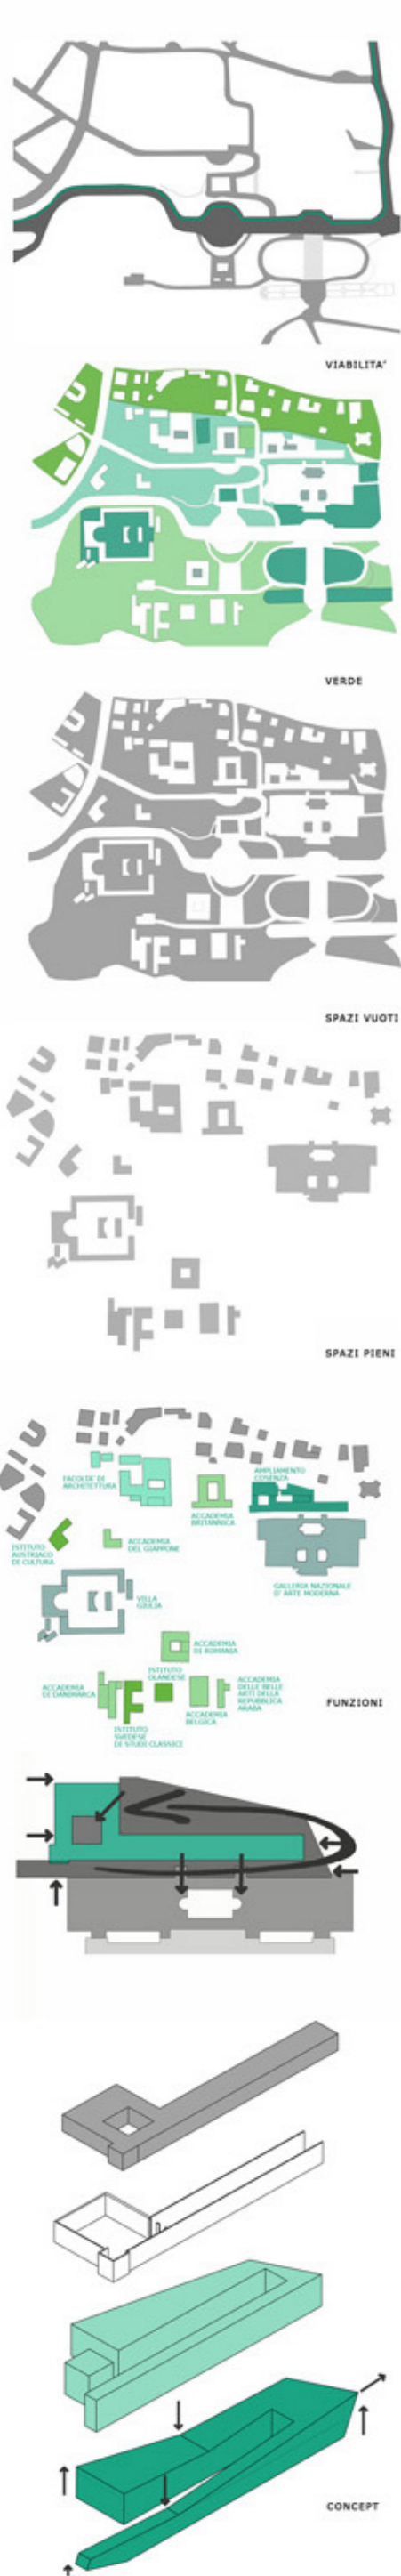 VIABILITA'
VERDE
SPAZI VUOTI
SPAZI PIENI
AMPLIAMENTO
COSENZA
FACOLTA' DI
ARCHITETTURA
ACCADEMIA
BRITANNICA
ISTITUTO
AUSTRIACO
DI CULTURA
ACCADEMIA
DEL GIAPPONE
GALLERIA NAZIONALE
D' ARTE MODERNA
VILLA
GIULIA
ACCADEMIA
DI ROMANIA
ISTITUTO
OLANDESE
ACCADEMIA
DI DANIMARCA
ACCADEMIA
DELLE BELLE
ARTI DELLA
REPUBBLICA
ARABA
ACCADEMIA
BELGICA
ISTITUTO
SVEDESE
DI STUDI CLASSICI
FUNZIONI
CONCEPT